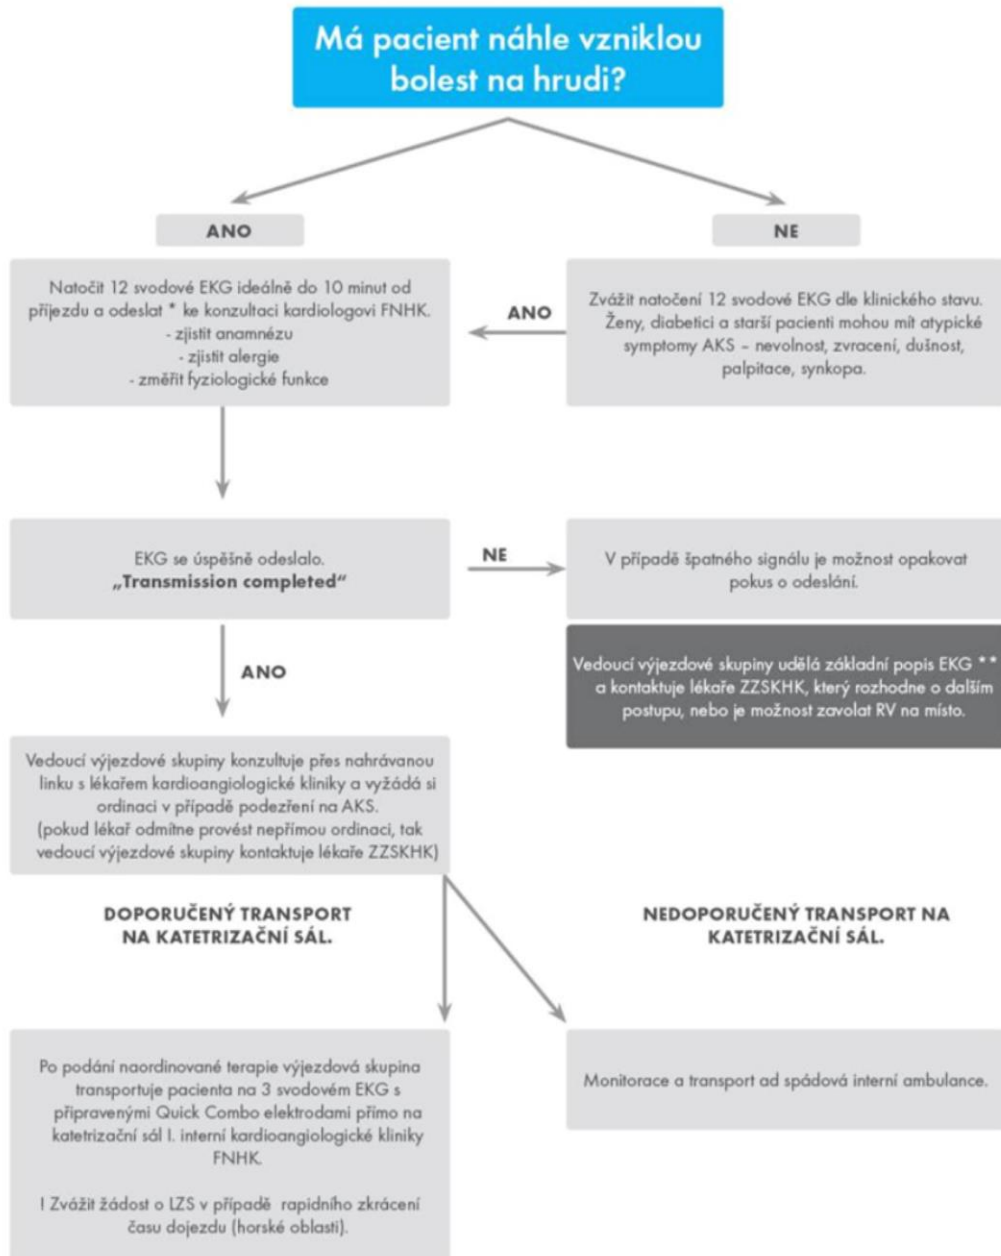 Má pacient náhle vzniklou
bolest na hrudi?
ANO
NE
Natočit 12 svodové EKG ideálně do 10 minut od
příjezdu a odeslat * ke konzultaci kardiologovi FNHK.
- zjistit anamnézu
- zjistit alergie
- změřit fyziologické funkce
ANO
Zvážit natočení 12 svodové EKG dle klinického stavu.
Ženy, diabetici a starší pacienti mohou mít atypické
symptomy AKS – nevolnost, zvracení, dušnost,
palpitace, synkopa.
EKG se úspěšně odeslalo.
„Transmission completed“
NE
V případě špatného signálu je možnost opakovat
pokus o odeslání.
Vedoucí výjezdové skupiny udělá základní popis EKG **
a kontaktuje lékaře ZZSKHK, který rozhodne o dalším
postupu, nebo je možnost zavolat RV na místo.
ANO
Vedoucí výjezdové skupiny konzultuje přes nahrávanou
linku s lékařem kardioangiologické kliniky a vyžádá si
ordinaci v případě podezření na AKS.
(pokud lékař odmítne provést nepřímou ordinaci, tak
vedoucí výjezdové skupiny kontaktuje lékaře ZZSKHK)
DOPORUČENÝ TRANSPORT
NA KATETRIZAČNÍ SÁL.
NEDOPORUČENÝ TRANSPORT NA
KATETRIZAČNÍ SÁL.
Po podání naordinované terapie výjezdová skupina
transportuje pacienta na 3 svodovém EKG s
připravenými Quick Combo elektrodami přímo na
katetrizační sál I. interní kardioangiologické kliniky
FNHK.
! Zvážit žádost o LZS v případě rapidního zkrácení
času dojezdu (horské oblasti).
Monitorace a transport ad spádová interní ambulance.